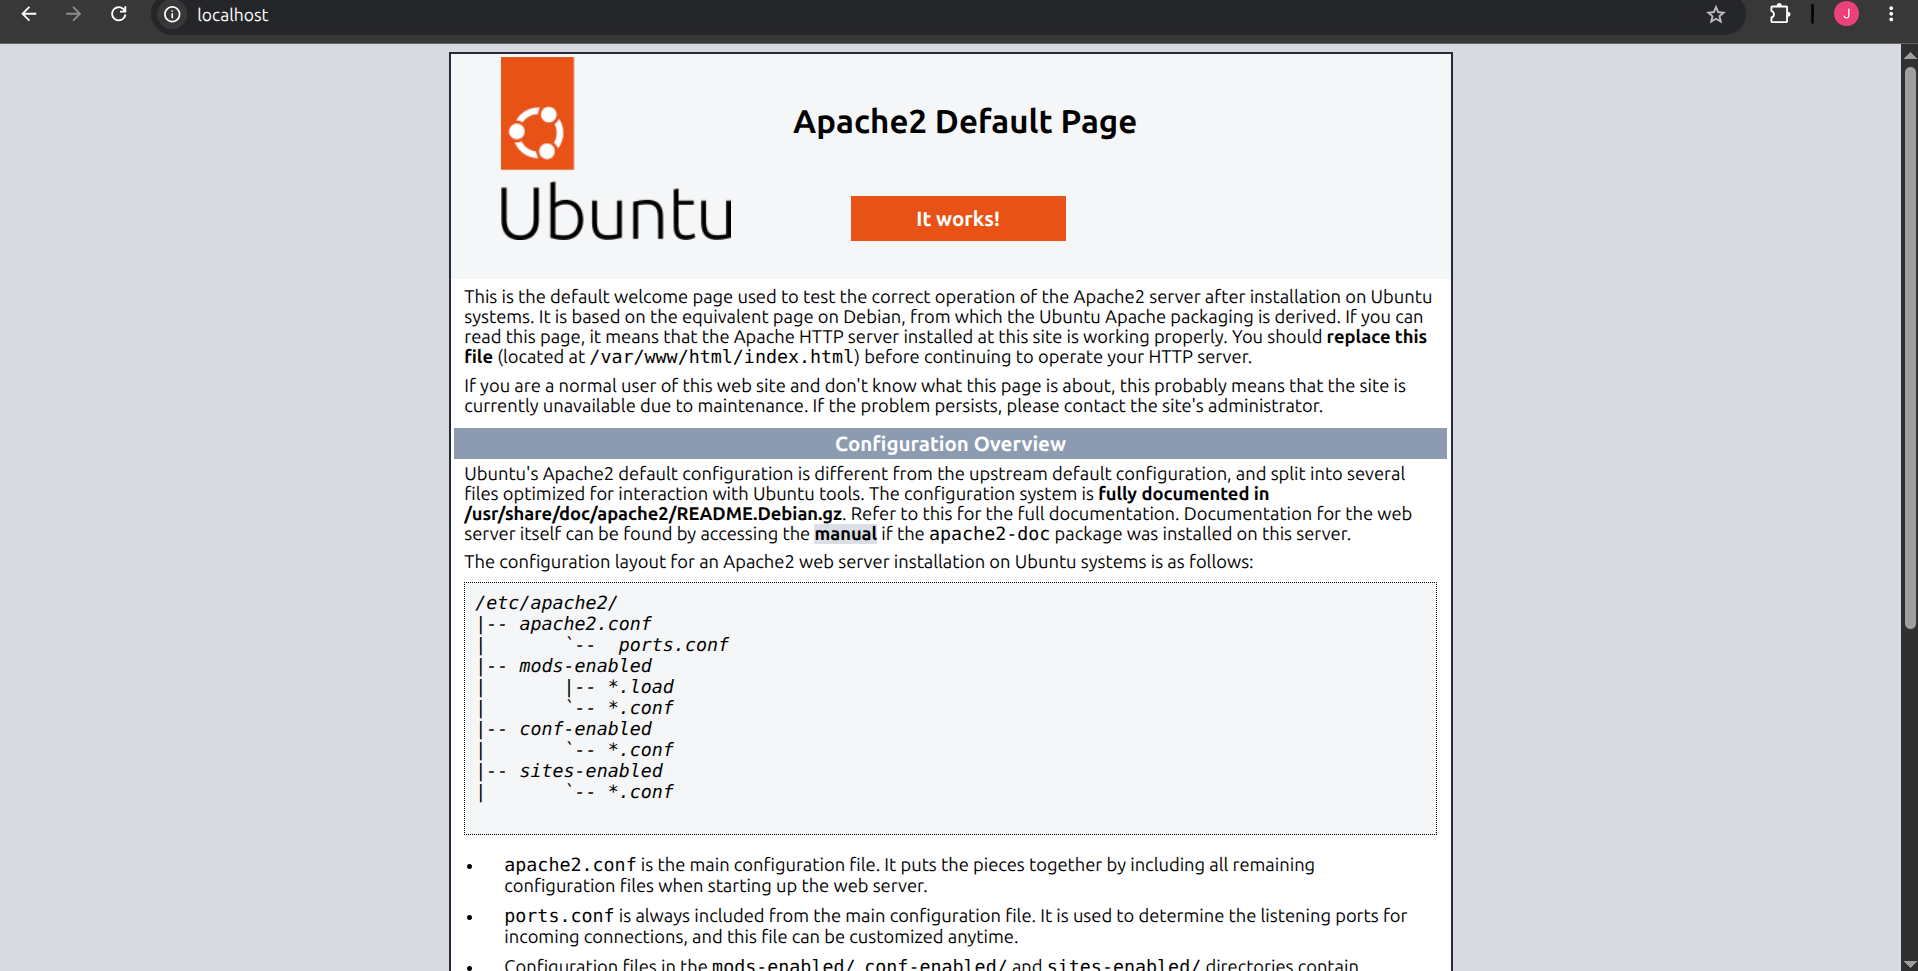 localhost
J
Apache2 Default Page
Ubuntu
It works!
This is the default welcome page used to test the correct operation of the Apache2 server after installation on Ubuntu
systems. It is based on the equivalent page on Debian, from which the Ubuntu Apache packaging is derived. If you can
read this page, it means that the Apache HTTP server installed at this site is working properly. You should replace this
file (located at /var/www/html/index.html) before continuing to operate your HTTP server.
If you are a normal user of this web site and don't know what this page is about, this probably means that the site is
currently unavailable due to maintenance. If the problem persists, please contact the site's administrator.
Configuration Overview
Ubuntu's Apache2 default configuration is different from the upstream default configuration, and split into several
files optimized for interaction with Ubuntu tools. The configuration system is fully documented in
/usr/share/doc/apache2/README.Debian.gz. Refer to this for the full documentation. Documentation for the web
server itself can be found by accessing the manual if the apache2-doc package was installed on this server.
The configuration layout for an Apache2 web server installation on Ubuntu systems is as follows:
/etc/apache2/
|-- apache2.conf
|       `--  ports.conf
|-- mods-enabled
|       |-- *.load
|       `-- *.conf
|-- conf-enabled
|       `-- *.conf
|-- sites-enabled
|       `-- *.conf
• apache2.conf is the main configuration file. It puts the pieces together by including all remaining
configuration files when starting up the web server.
• ports.conf is always included from the main configuration file. It is used to determine the listening ports for
incoming connections, and this file can be customized anytime.
• Configuration files in the mods-enabled/, conf-enabled/ and sites-enabled/ directories contain